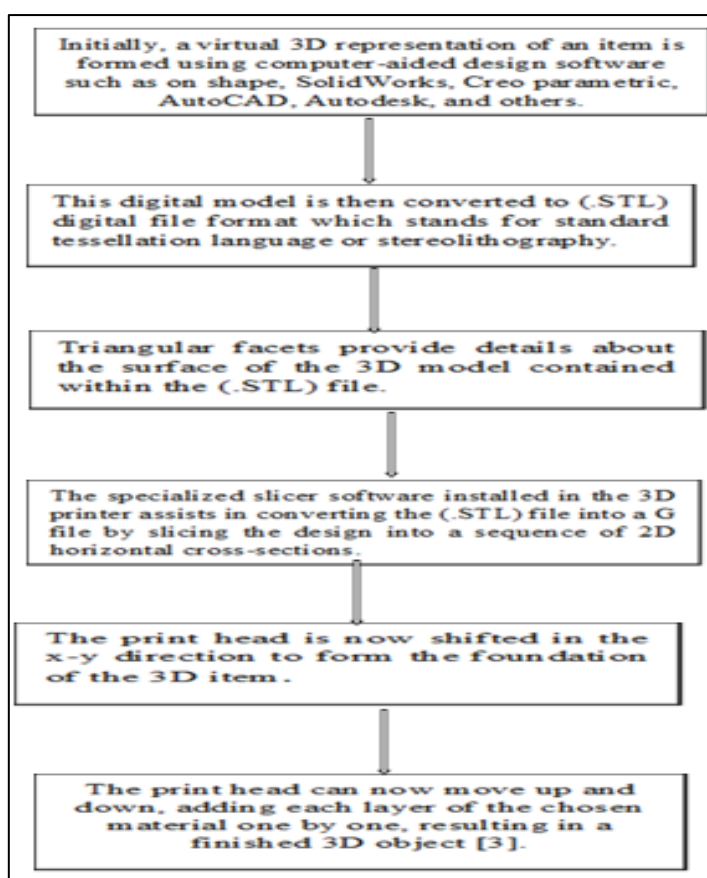 Initially, a virtual 3D representation of an item is
formed using computer-aided design software
such as on shape, SolidWorks, Creo parametric,
AutoCAD, Autodesk, and others.
This digital model is then converted to (.STL)
digital file format which stands for standard
tessellation language or stereolithography.
Triangular facets provide details about
the surface of the 3D model contained
within the (.STL) file.
The specialized slicer software installed in the 3D
printer assists in converting the (.STL) file into a G
file by slicing the design into a sequence of 2D
horizontal cross-sections.
The print head is now shifted in the
x-y direction to form the foundation
of the 3D item.
The print head can now move up and
down, adding each layer of the chosen
material one by one, resulting in a
finished 3D object [3].